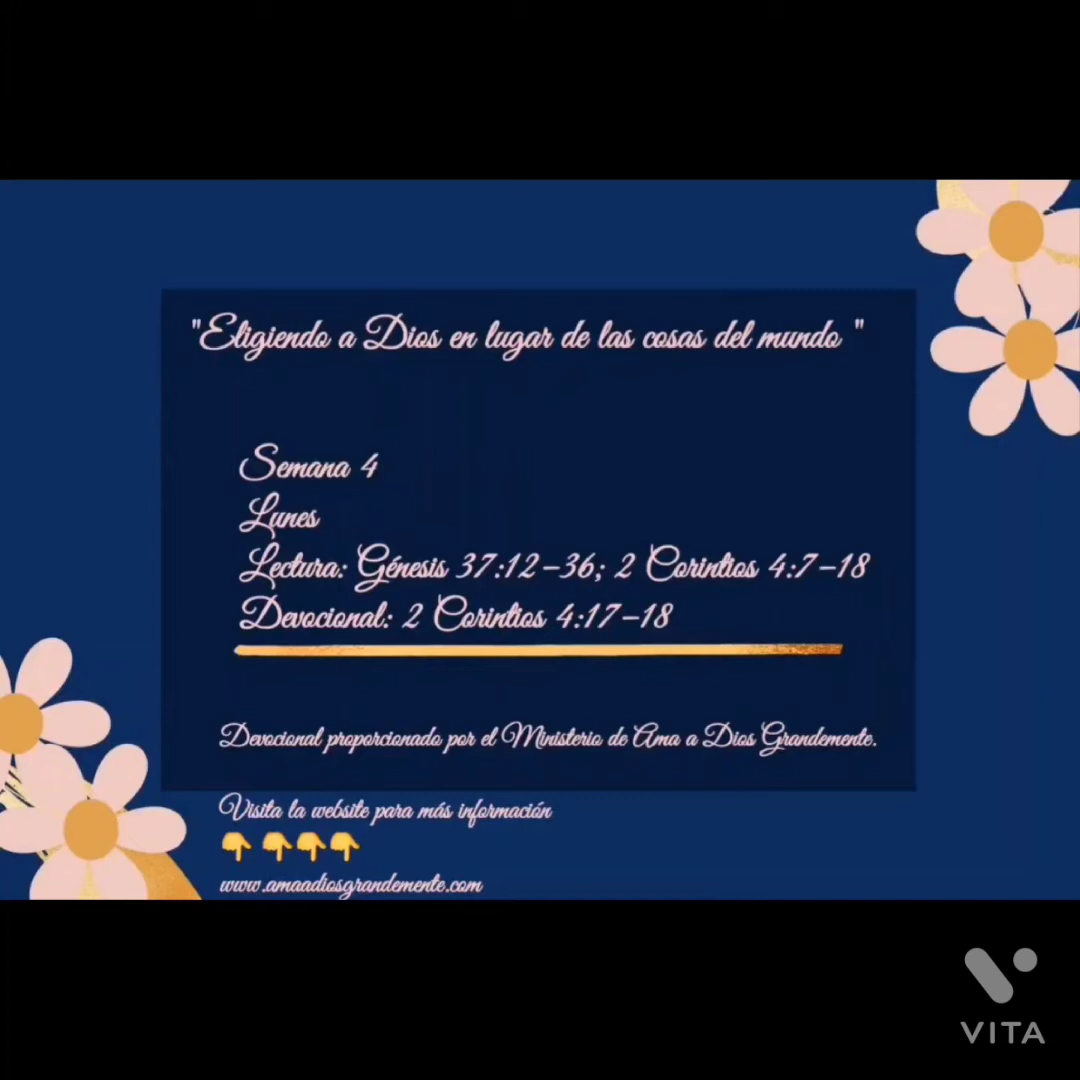 "Eligiendo a Dios en lugar de las cosas del mundo "
Semana 4
Lunes
Lectura: Génesis 37:12-36; 2 Corintios 4:7-18
Devocional: 2 Corintios 4:17-18
Devocional proporcionado por el Ministerio de Ama a Dios Grandemente.
Visita la website para más información
👇 👇👇👇
www.amaadiosgrandemente.com
VITA